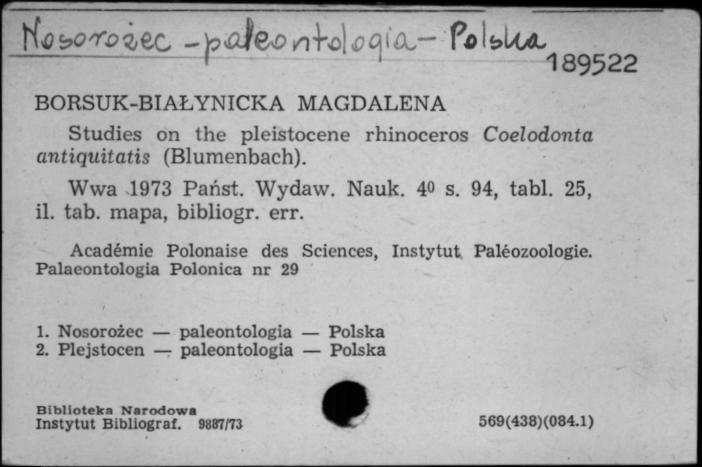 Nosorożec - paleontologia - Polska
189522
BORSUK-BIAŁYNICKA MAGDALENA
Studies on the pleistocene rhinoceros Coelodonta
antiquitatis (Blumenbach).
Wwa 1973 Państ. Wydaw. Nauk. 4⁰ s. 94, tabl. 25,
il. tab. mapa, bibliogr. err.
Académie Polonaise des Sciences, Instytut Paléozoologie.
Palaeontologia Polonica nr 29
1. Nosorożec — paleontologia — Polska
2. Plejstocen — paleontologia — Polska
Biblioteka Narodowa
Instytut Bibliograf. 9887/73
569(438)(084.1)